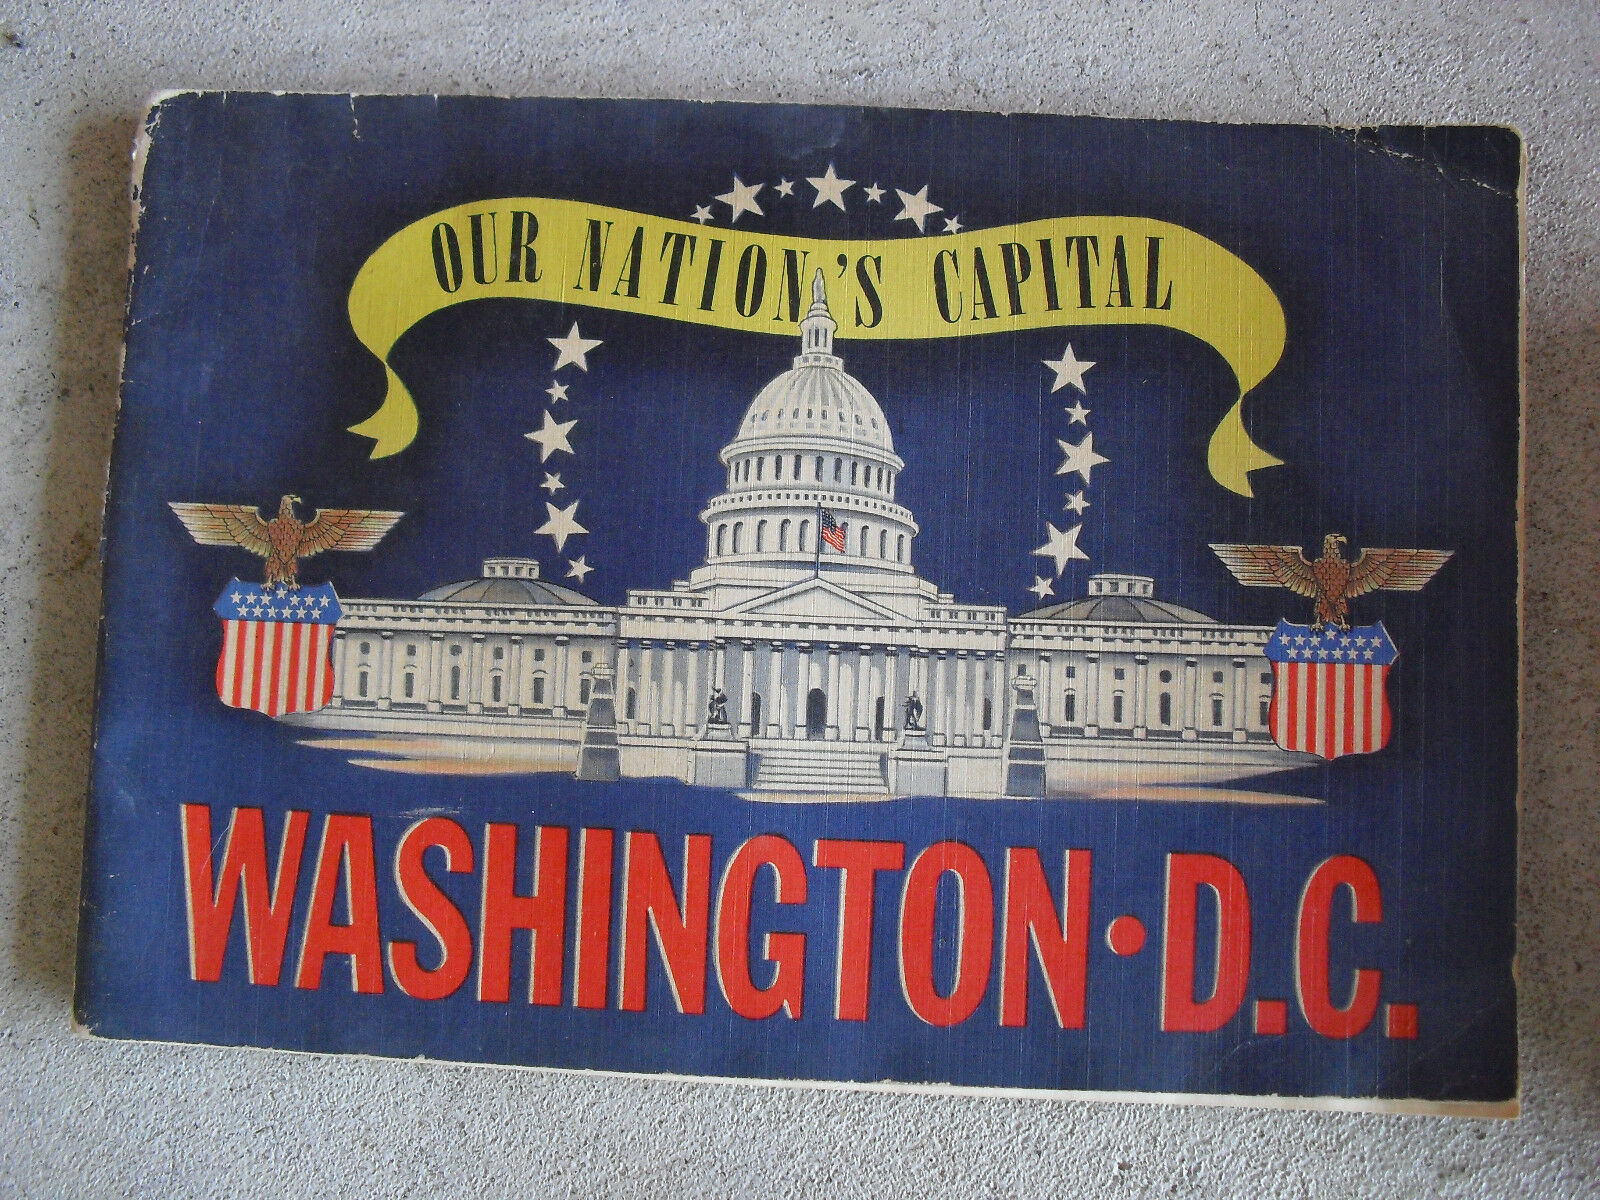 OUR NATION'S CAPITAL
WASHINGTON • D.C.